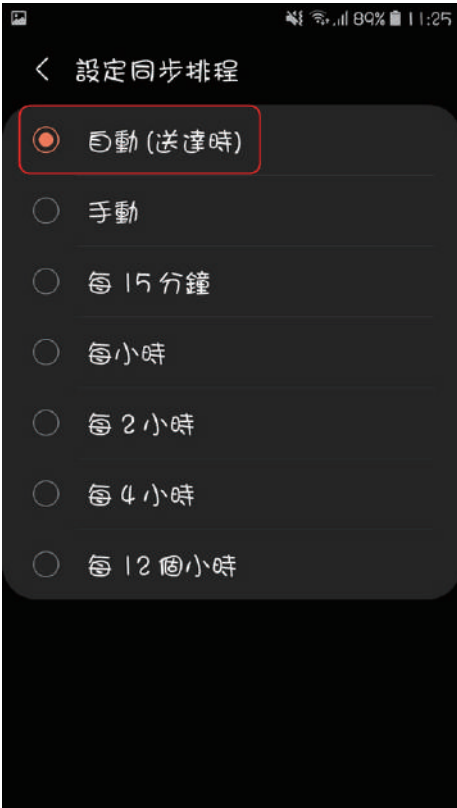 89% 11:25
設定同步排程
自動 (送達時)
手動
每 15 分鐘
每小時
每 2 小時
每 4 小時
每 12 個小時